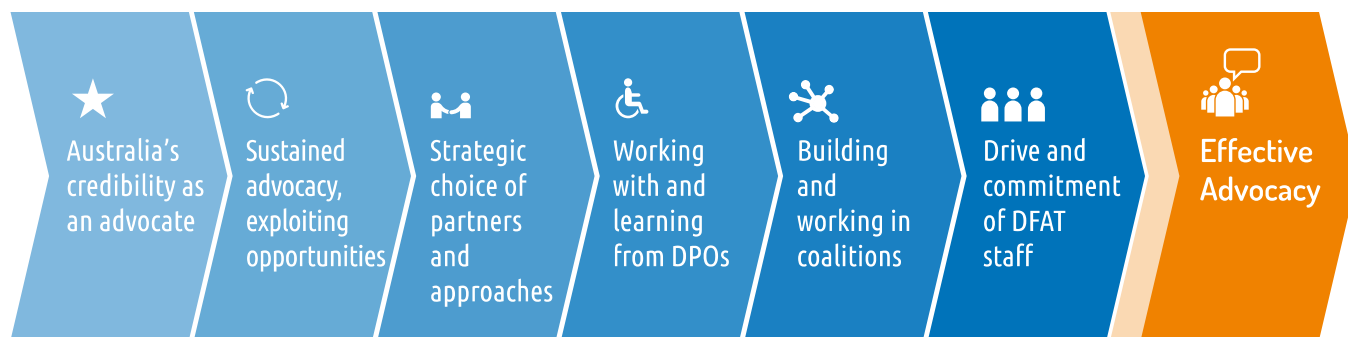 Australia's
credibility as
an advocate
Sustained
advocacy,
exploiting
opportunities
Strategic
choice of
partners
and
approaches
Working
with and
learning
from DPOs
Building
and
working in
coalitions
Drive and
commitment
of DFAT
staff
Effective
Advocacy